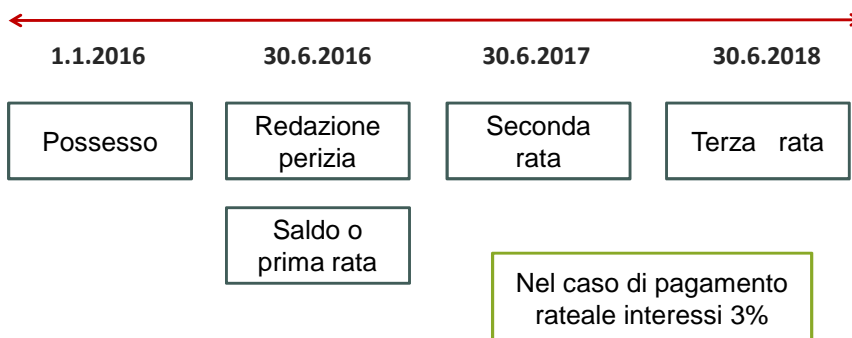 1.1.2016 30.6.2016 30.6.2017 30.6.2018
Possesso
Redazione
perizia
Seconda
rata
Terza rata
Saldo o
prima rata
Nel caso di pagamento
rateale interessi 3%